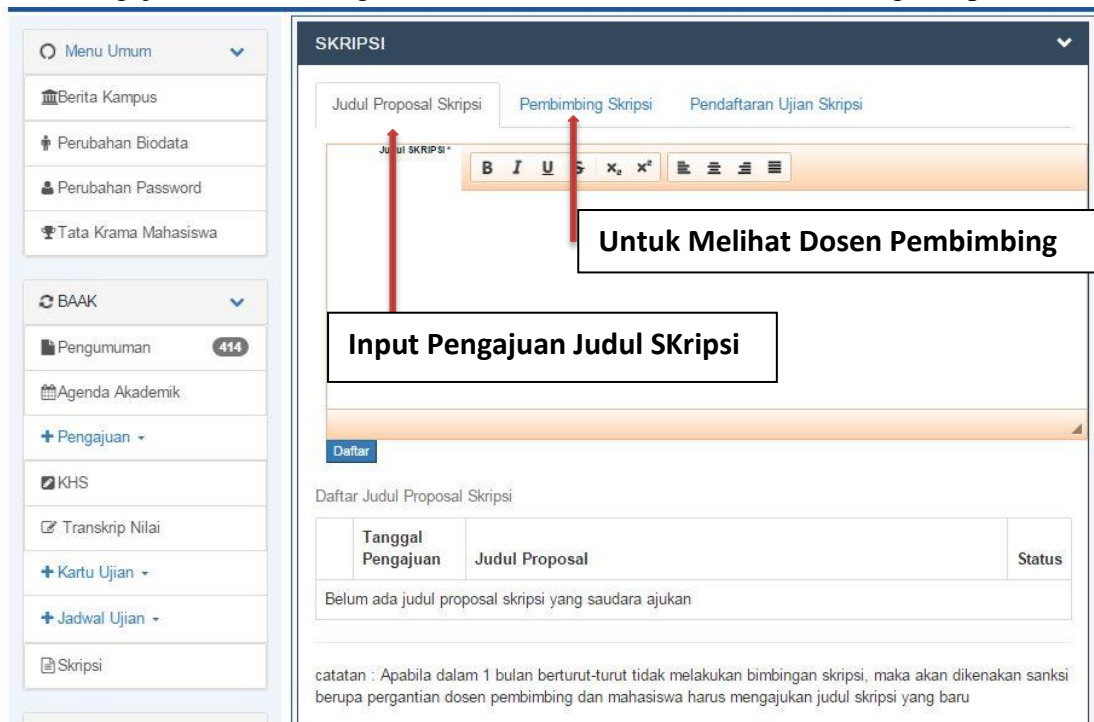 Menu Umum
Berita Kampus
Perubahan Biodata
Perubahan Password
Tata Krama Mahasiswa
BAAK
Pengumuman 414
Agenda Akademik
+ Pengajuan
KHS
Transkrip Nilai
+ Kartu Ujian
+ Jadwal Ujian
Skripsi
SKRIPSI
Judul Proposal Skripsi Pembimbing Skripsi Pendaftaran Ujian Skripsi
Judul SKRIPSI*
B I U S x₂ x²
Untuk Melihat Dosen Pembimbing
Input Pengajuan Judul SKripsi
Daftar
Daftar Judul Proposal Skripsi
Tanggal
Pengajuan Judul Proposal Status
Belum ada judul proposal skripsi yang saudara ajukan
catatan : Apabila dalam 1 bulan berturut-turut tidak melakukan bimbingan skripsi, maka akan dikenakan sanksi
berupa pergantian dosen pembimbing dan mahasiswa harus mengajukan judul skripsi yang baru